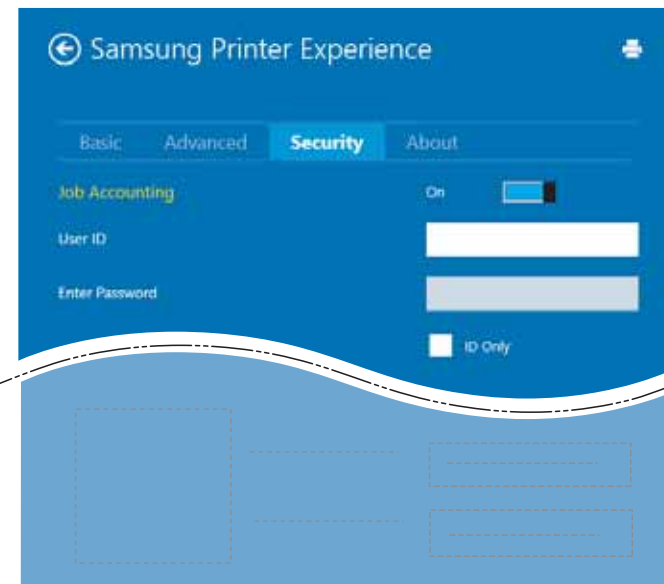 Samsung Printer Experience
Basic Advanced Security About
Job Accounting On
User ID
Enter Password
ID Only